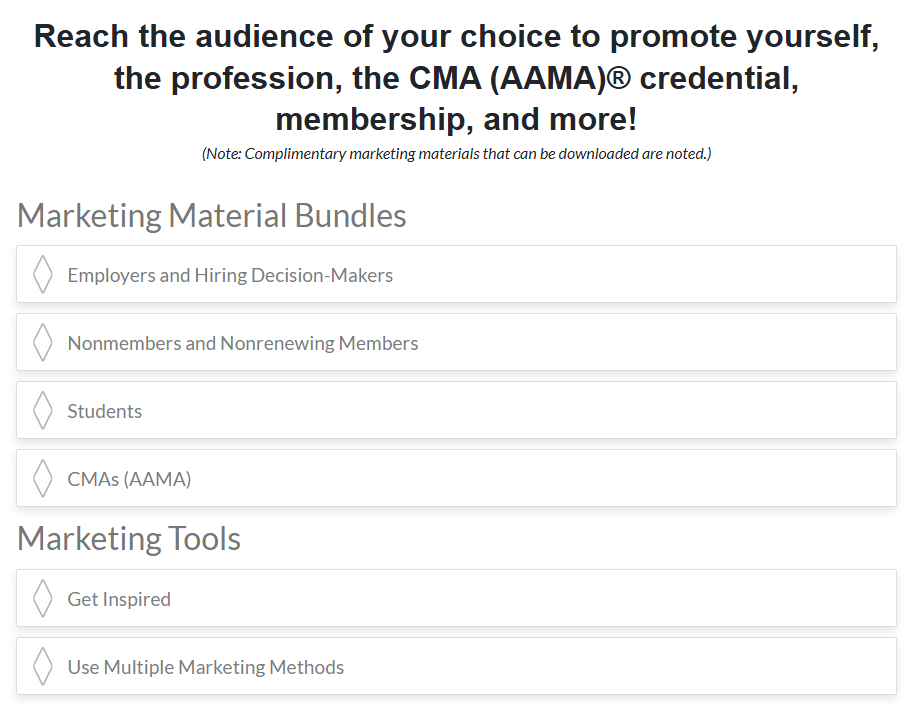 Reach the audience of your choice to promote yourself,
the profession, the CMA (AAMA)® credential,
membership, and more!
(Note: Complimentary marketing materials that can be downloaded are noted.)
Marketing Material Bundles
Employers and Hiring Decision-Makers
Nonmembers and Nonrenewing Members
Students
CMAs (AAMA)
Marketing Tools
Get Inspired
Use Multiple Marketing Methods